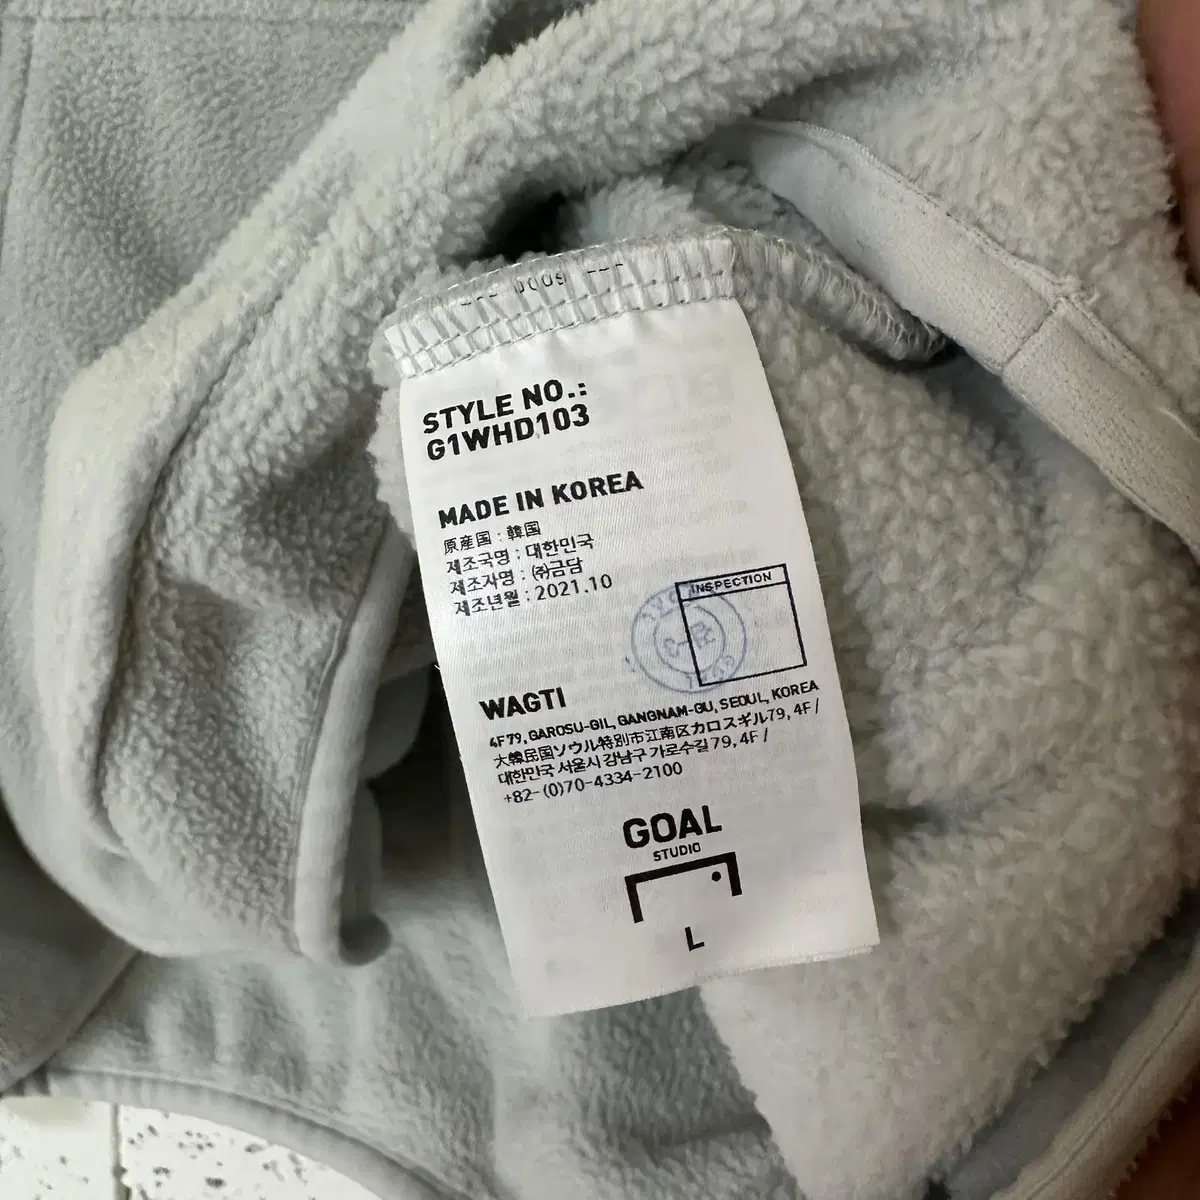 STYLE NO.:
G1WHD103
MADE IN KOREA
原産国 : 韓国
제조국명 : 대한민국
제조자명 : ㈜금담
제조년월 : 2021.10
INSPECTION
WAGTI
4F 79, GAROSU-GIL, GANGNAM-GU, SEOUL, KOREA
大韓民国ソウル特別市江南区カロスギル79, 4F /
대한민국 서울시 강남구 가로수길 79, 4F /
+82-(0)70-4334-2100
GOAL
STUDIO
L